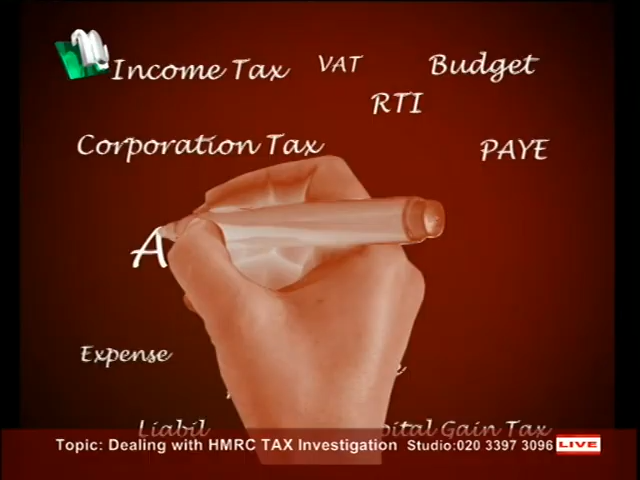 Income Tax VAT Budget
RTI
Corporation Tax PAYE
A
Expense
Liabil pital Gain Tax
Topic: Dealing with HMRC TAX Investigation Studio:020 3397 3096 LIVE